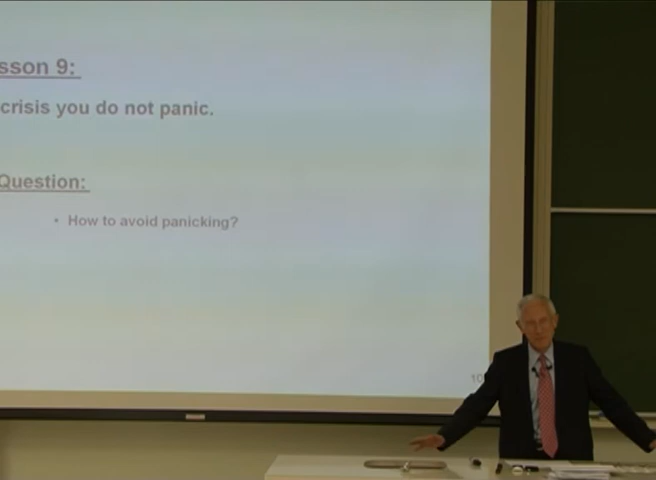 sson 9:
crisis you do not panic.
Question:
• How to avoid panicking?